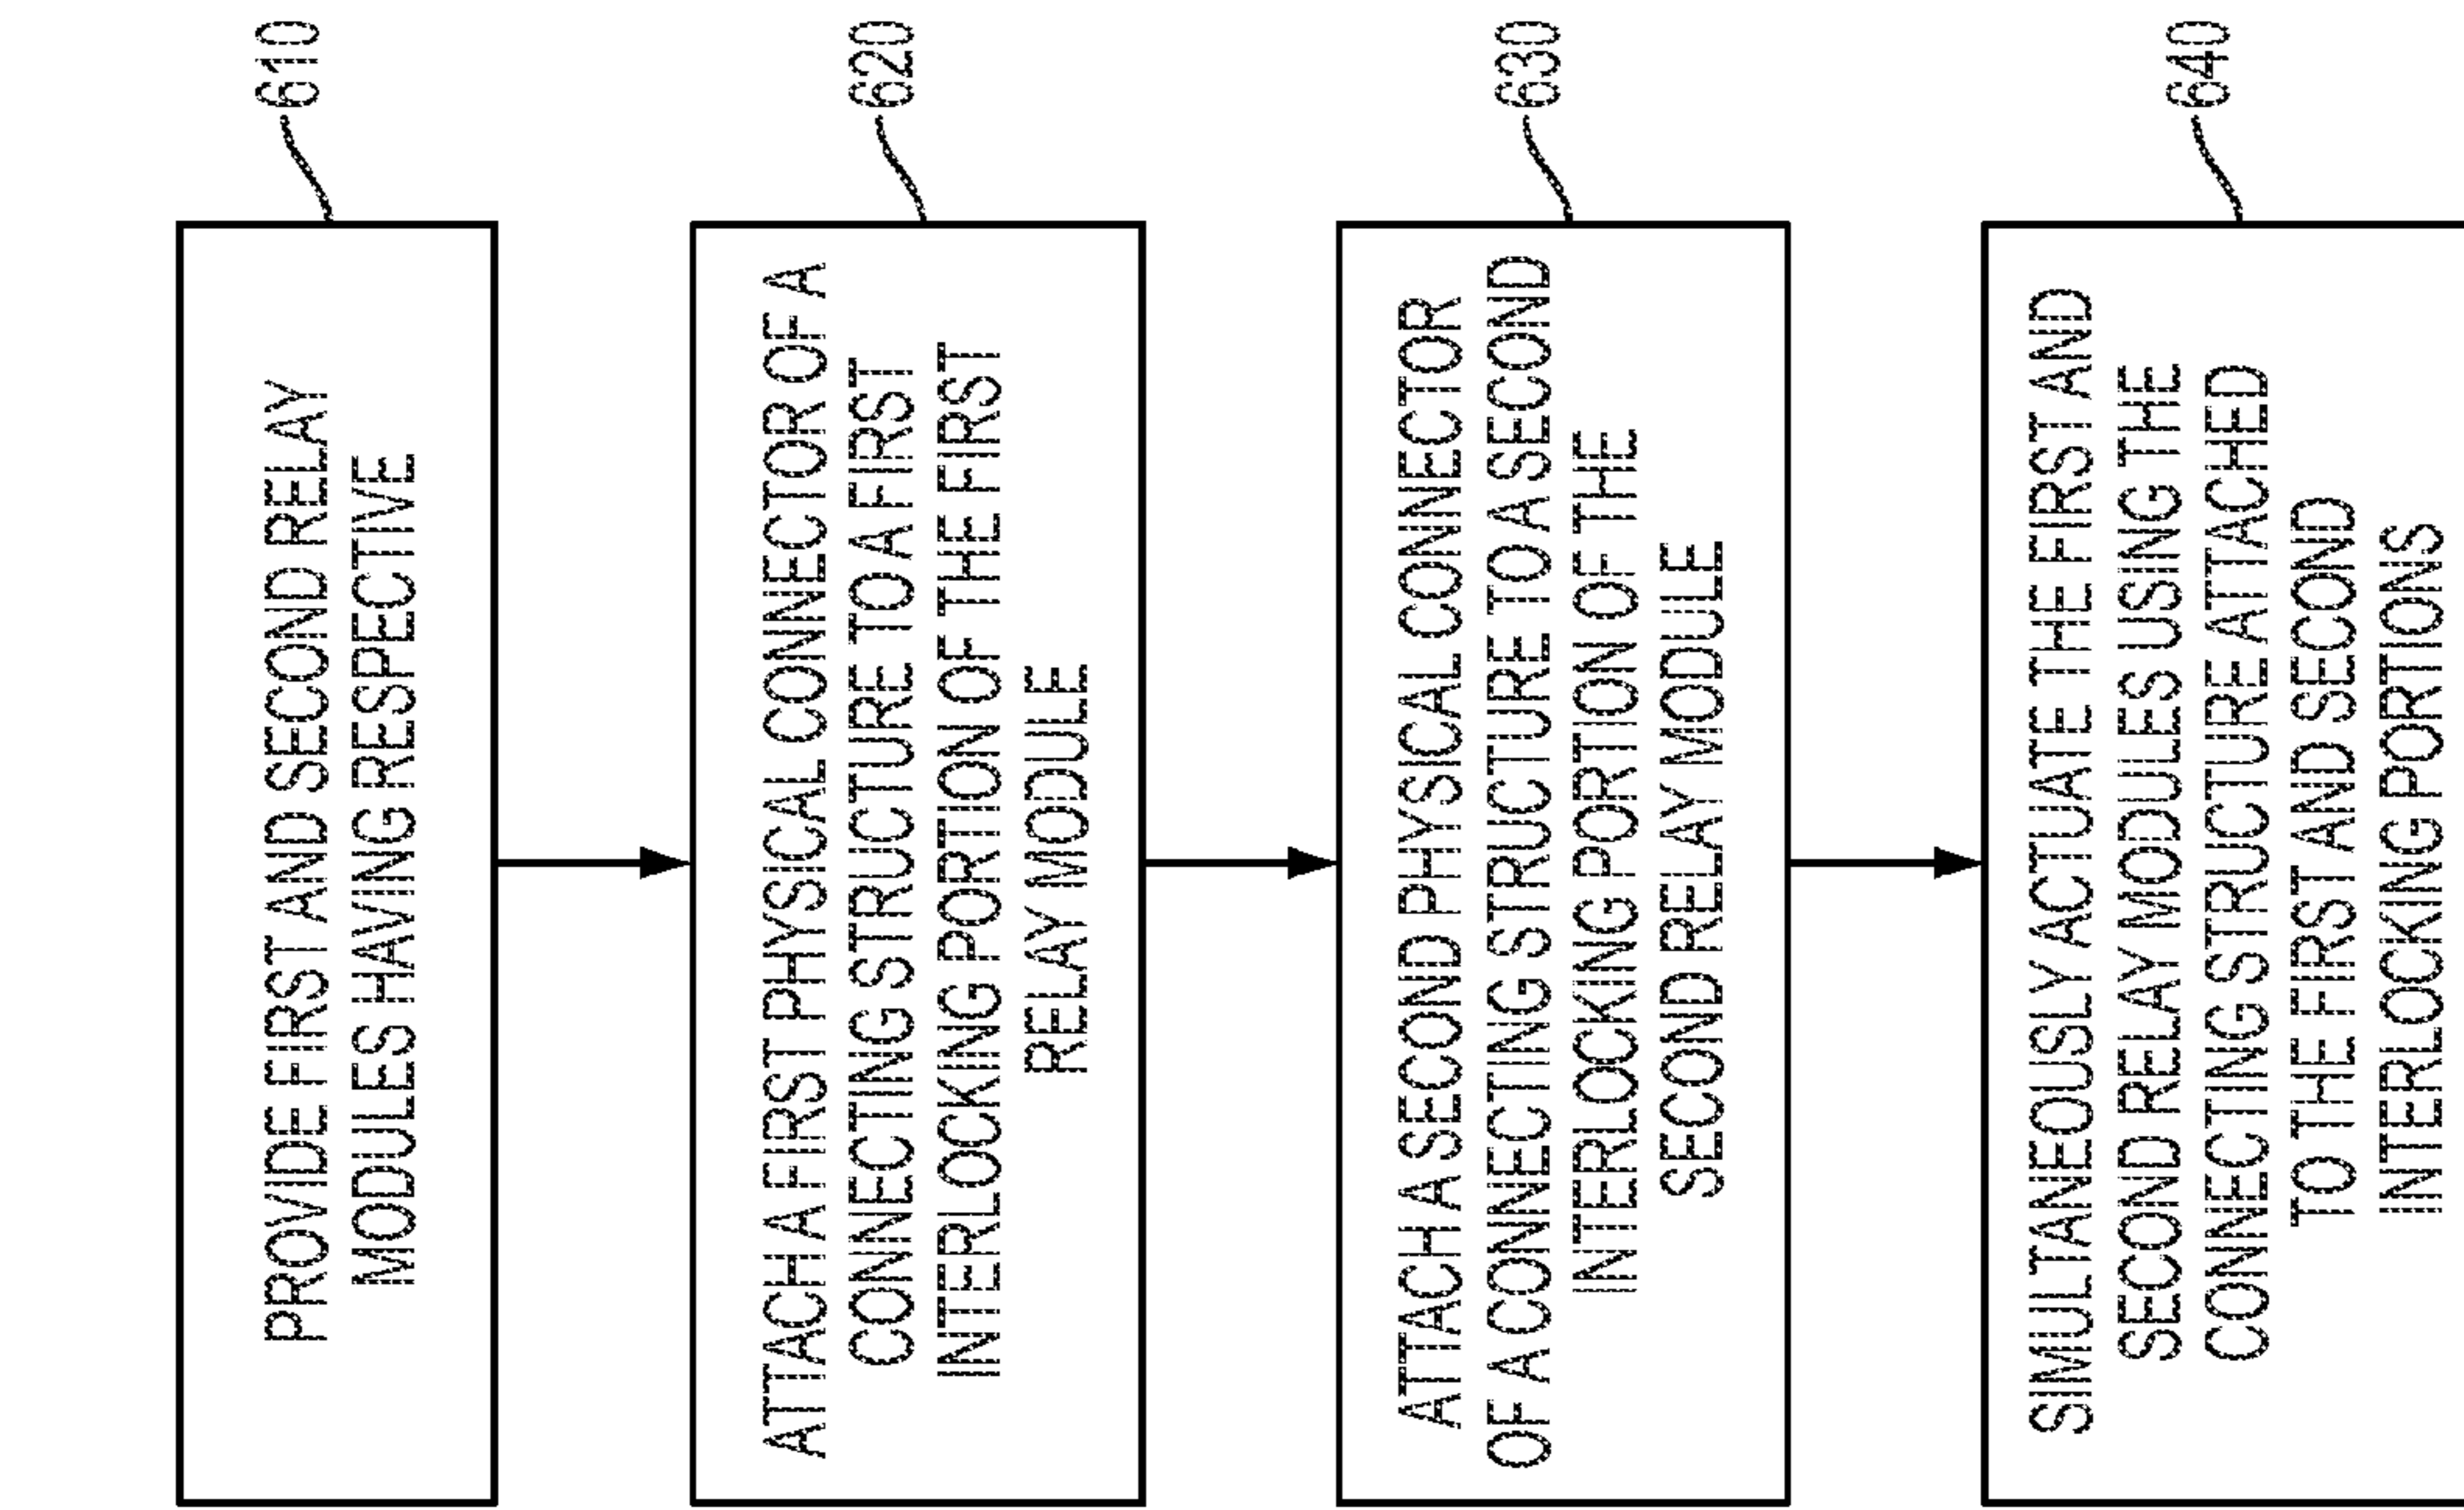 PROVIDE FIRST AND SECOND RELAY
MODULES HAVING RESPECTIVE
610
ATTACH A FIRST PHYSICAL CONNECTOR OF A
CONNECTING STRUCTURE TO A FIRST
INTERLOCKING PORTION OF THE FIRST
RELAY MODULE
620
ATTACH A SECOND PHYSICAL CONNECTOR
OF A CONNECTING STRUCTURE TO A SECOND
INTERLOCKING PORTION OF THE
SECOND RELAY MODULE
630
SIMULTANEOUSLY ACTUATE THE FIRST AND
SECOND RELAY MODULES USING THE
CONNECTING STRUCTURE ATTACHED
TO THE FIRST AND SECOND
INTERLOCKING PORTIONS
640